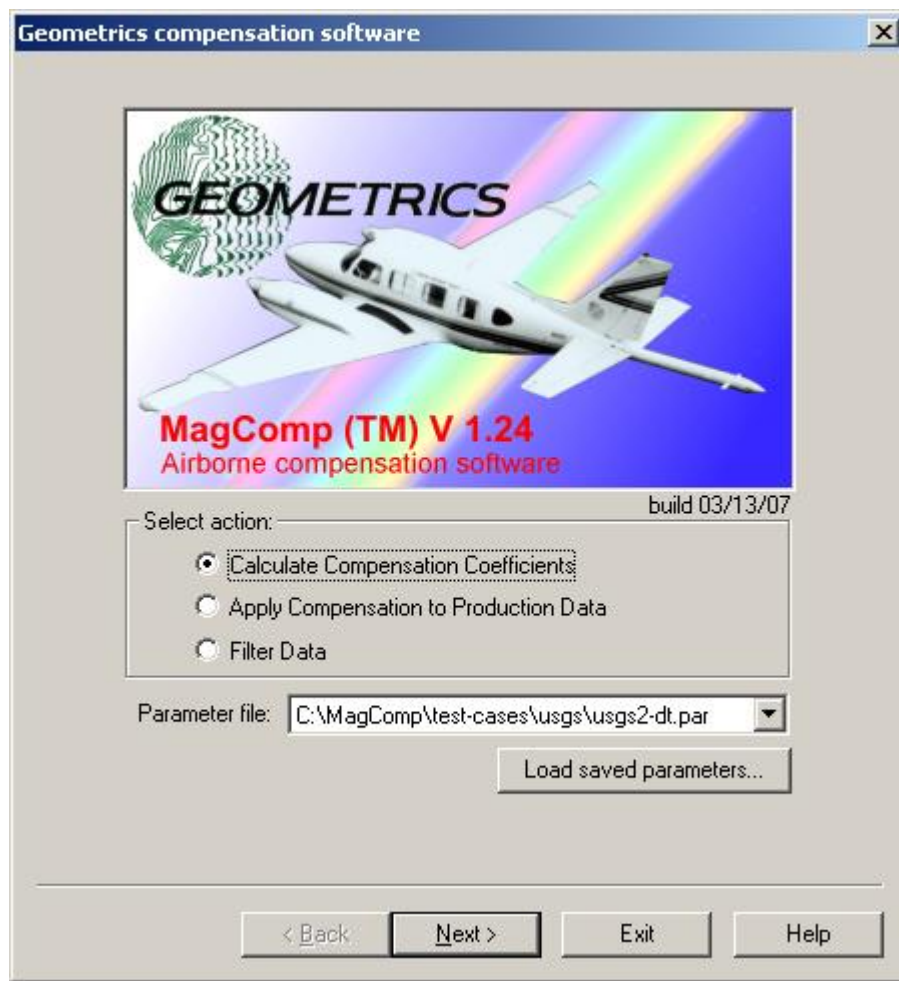 Geometrics compensation software
GEOMETRICS
MagComp (TM) V 1.24
Airborne compensation software
build 03/13/07
Select action:
Calculate Compensation Coefficients
Apply Compensation to Production Data
Filter Data
Parameter file: C:\MagComp\test-cases\usgs\usgs2-dt.par
Load saved parameters...
< Back Next > Exit Help